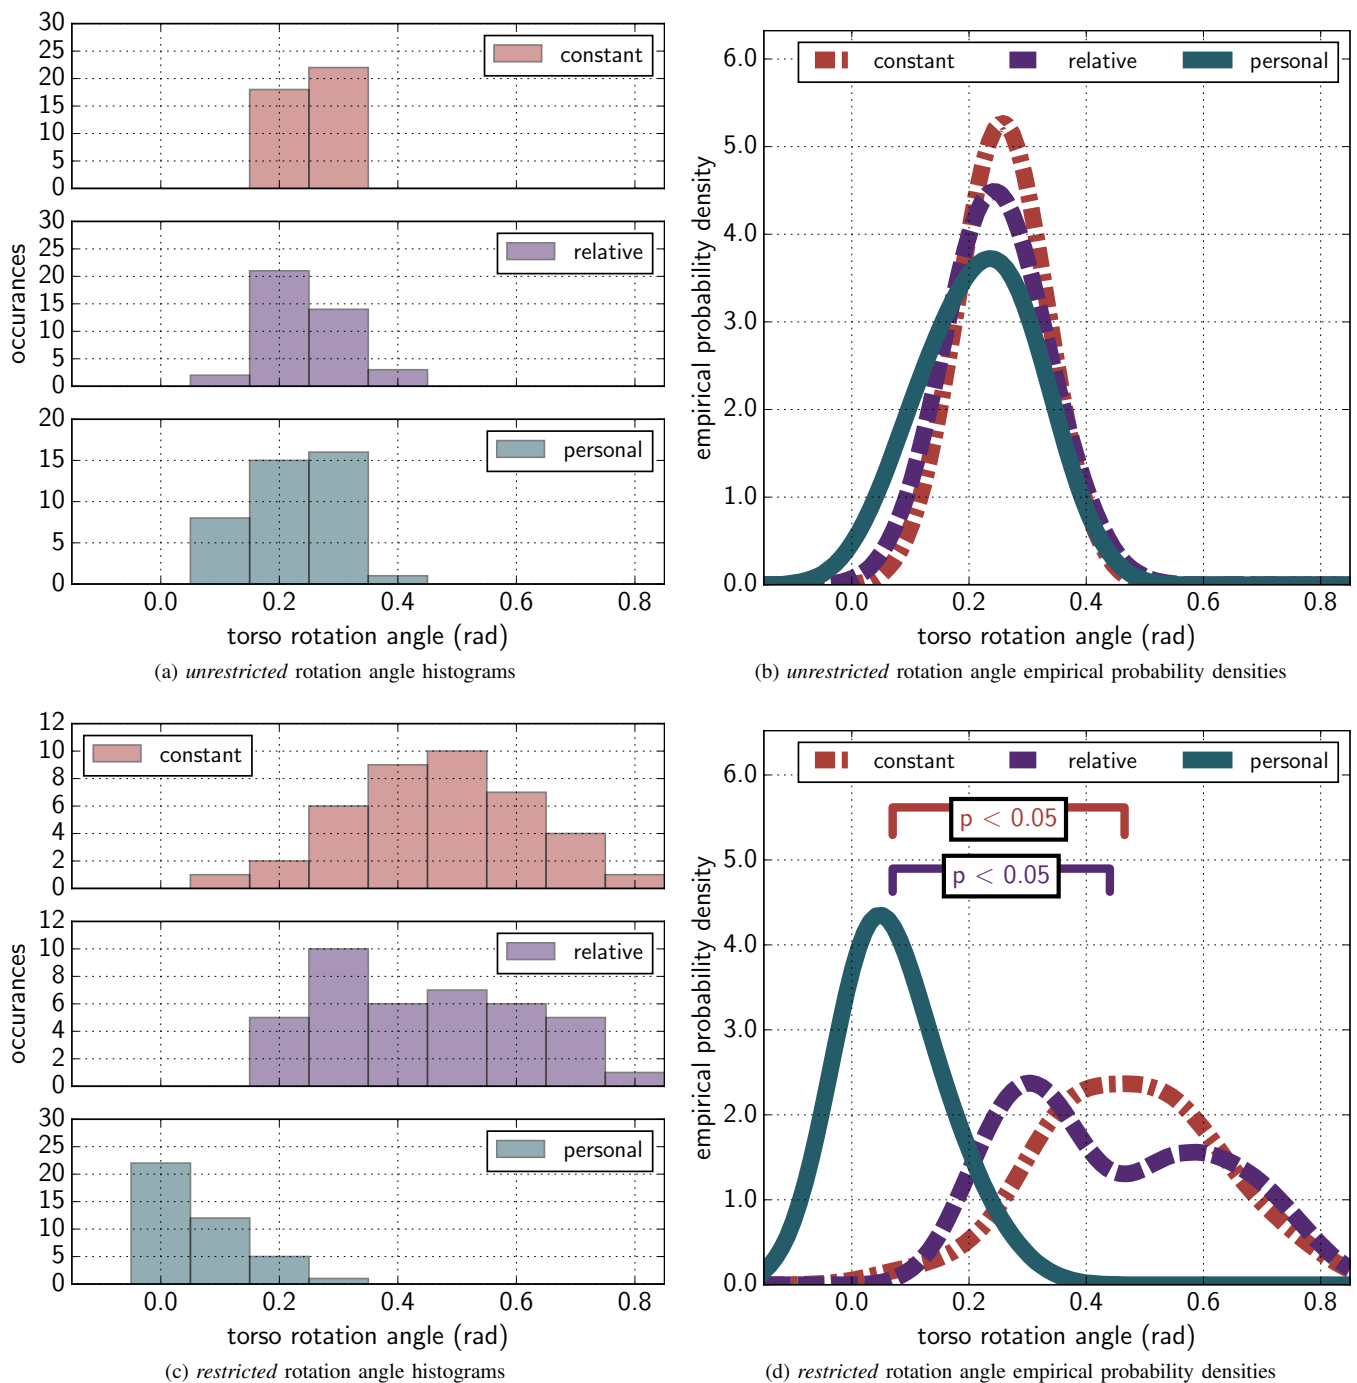 30
25
20
15
10
5
0
constant
30
25
20
15
10
5
0
relative
occurances
20
15
10
5
0
personal
0.0 0.2 0.4 0.6 0.8
torso rotation angle (rad)
(a) unrestricted rotation angle histograms
constant relative personal
6.0
5.0
4.0
3.0
2.0
1.0
0.0
empirical probability density
0.0 0.2 0.4 0.6 0.8
torso rotation angle (rad)
(b) unrestricted rotation angle empirical probability densities
12
10
8
6
4
2
0
constant
12
10
8
6
4
2
0
relative
occurances
30
25
20
15
10
5
0
personal
0.0 0.2 0.4 0.6 0.8
torso rotation angle (rad)
(c) restricted rotation angle histograms
constant relative personal
p < 0.05
p < 0.05
6.0
5.0
4.0
3.0
2.0
1.0
0.0
empirical probability density
0.0 0.2 0.4 0.6 0.8
torso rotation angle (rad)
(d) restricted rotation angle empirical probability densities